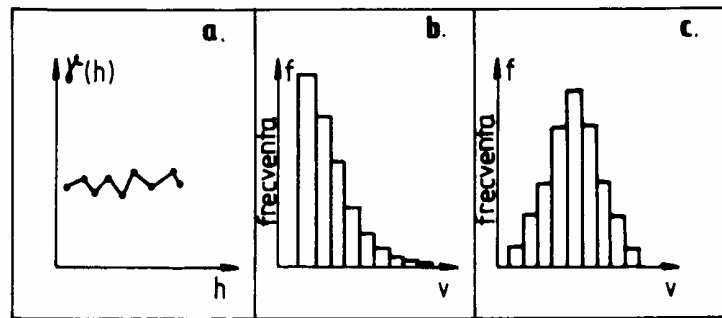 a.
γ(h)
h
b.
f
frecventa
v
c.
f
frecventa
v